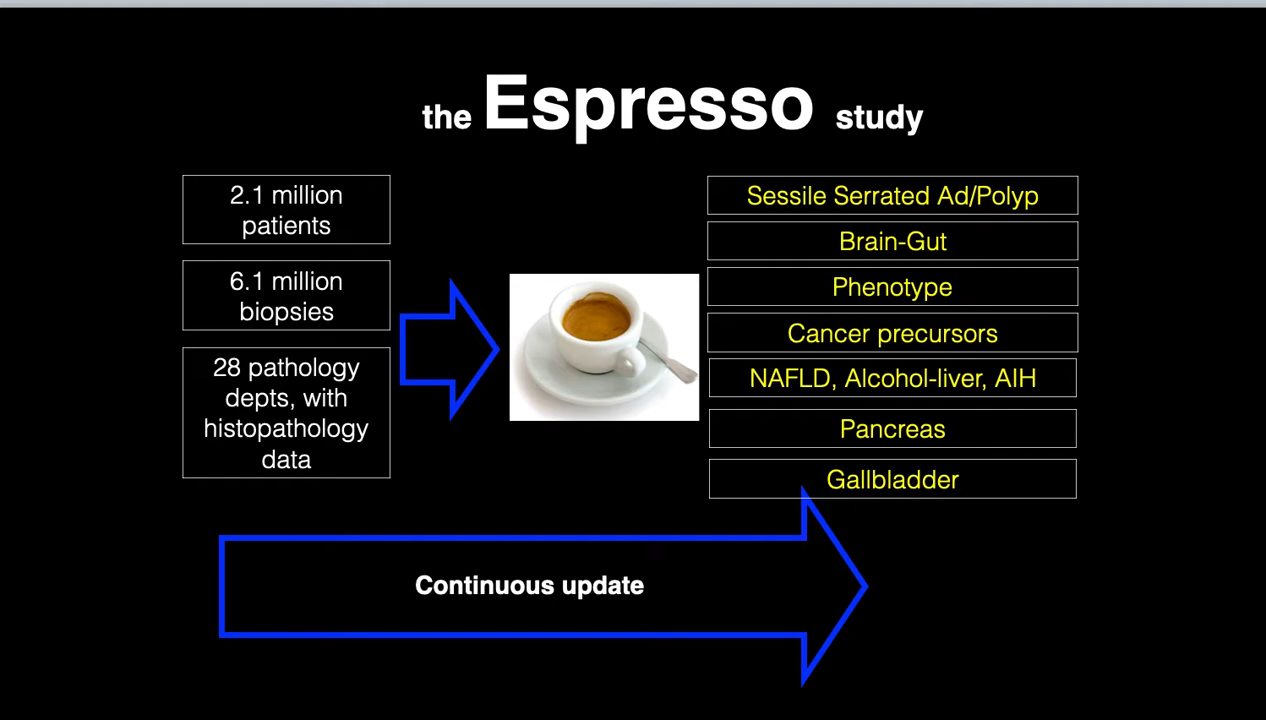 the Espresso study
2.1 million
patients
6.1 million
biopsies
28 pathology
depts, with
histopathology
data
Sessile Serrated Ad/Polyp
Brain-Gut
Phenotype
Cancer precursors
NAFLD, Alcohol-liver, AIH
Pancreas
Gallbladder
Continuous update